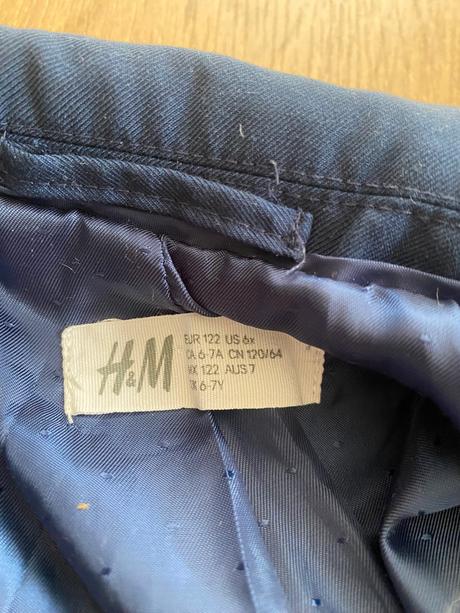 H&M
EUR 122 US 6x
CA 6-7A CN 120/64
MX 122 AUS 7
6-7Y